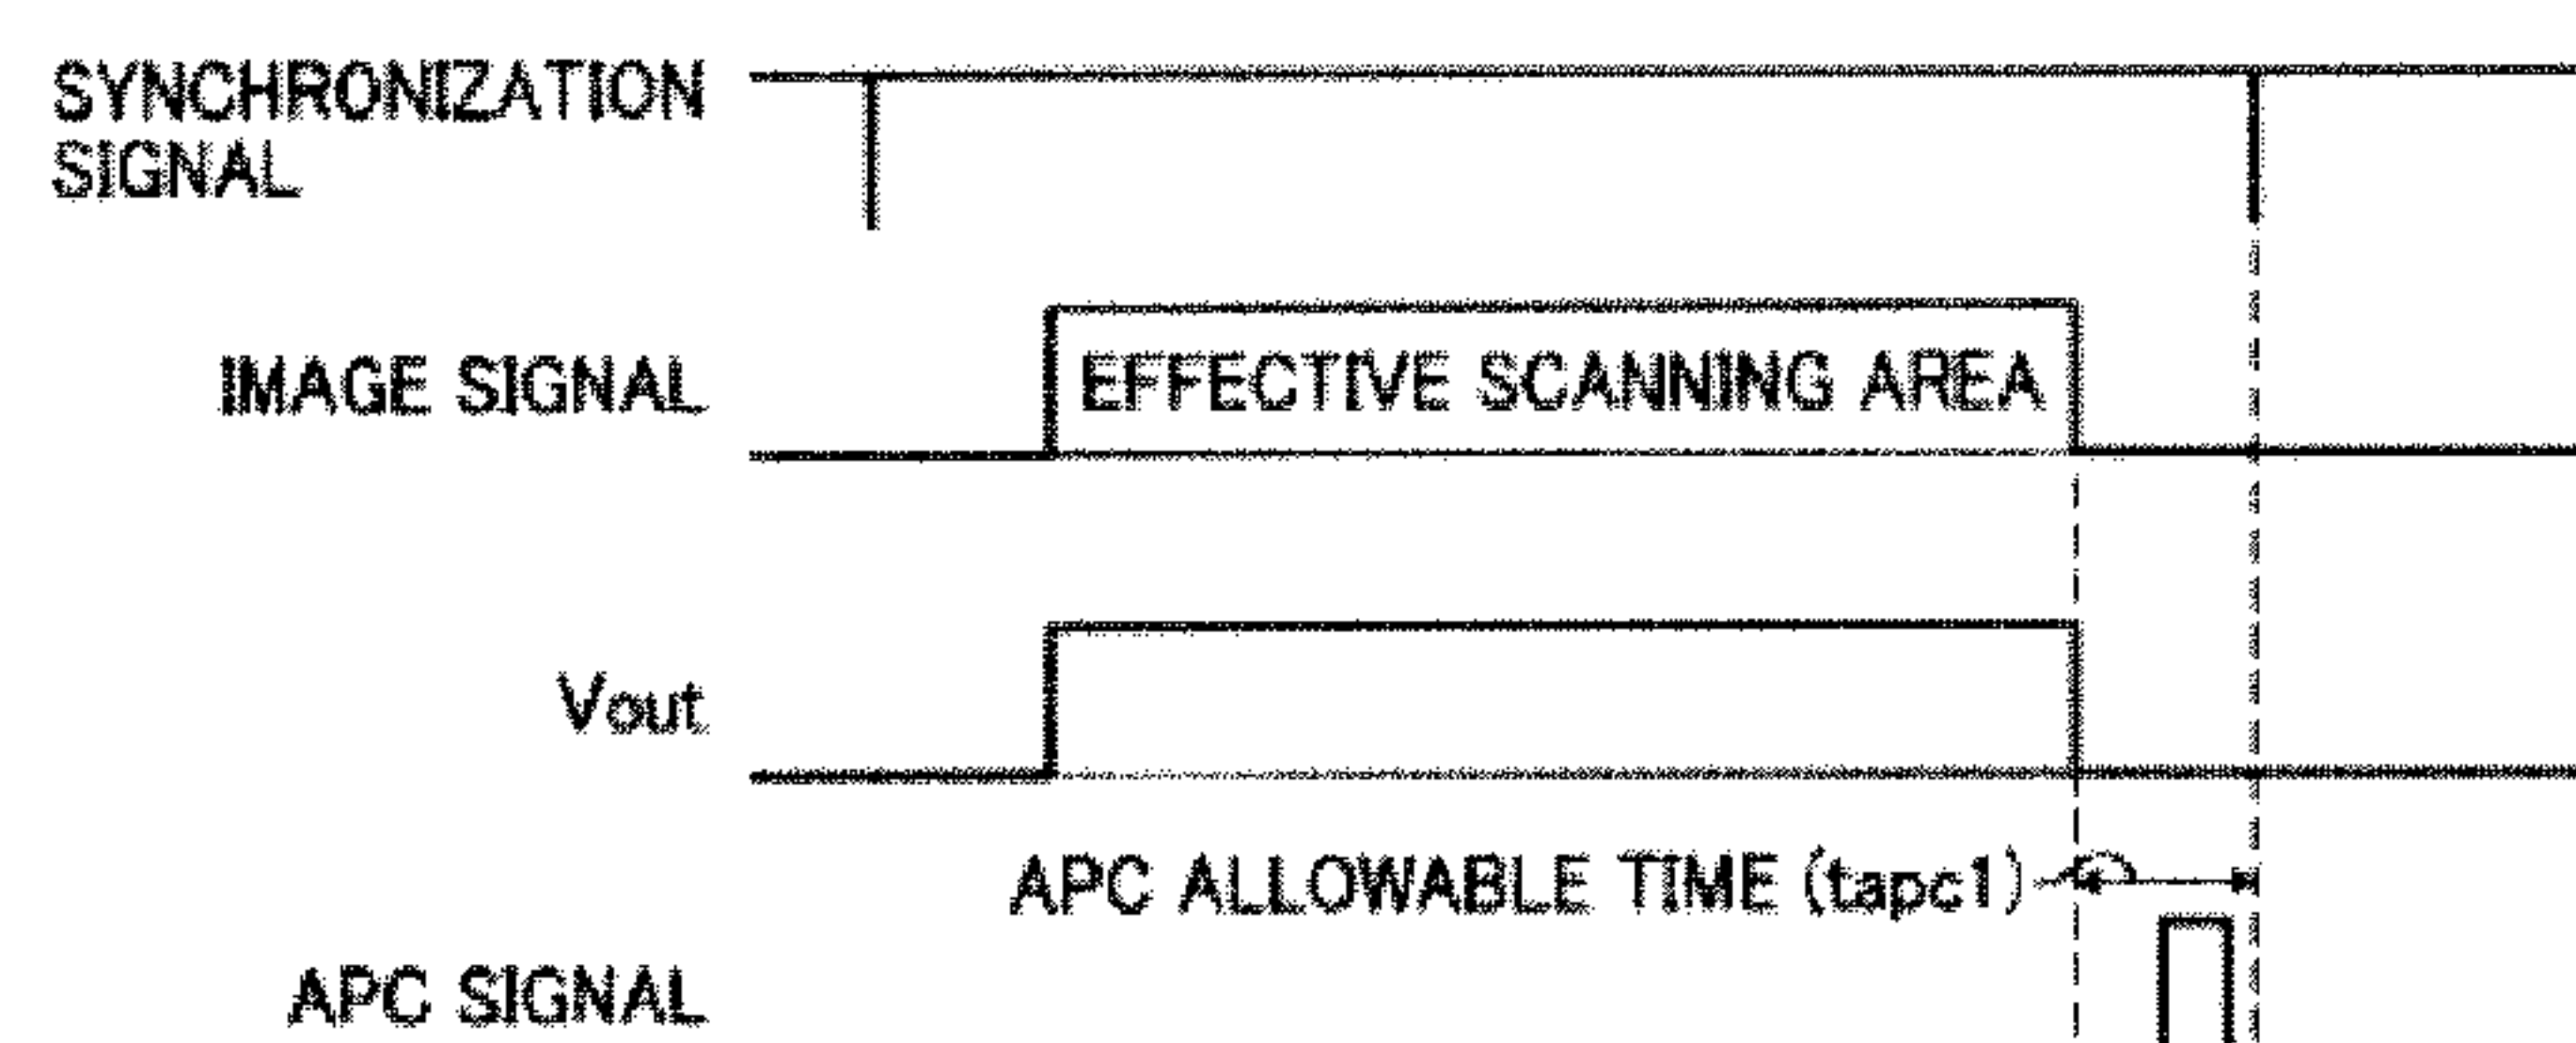 SYNCHRONIZATION
SIGNAL
IMAGE SIGNAL
EFFECTIVE SCANNING AREA
Vout
APC ALLOWABLE TIME (tapc1)
APC SIGNAL